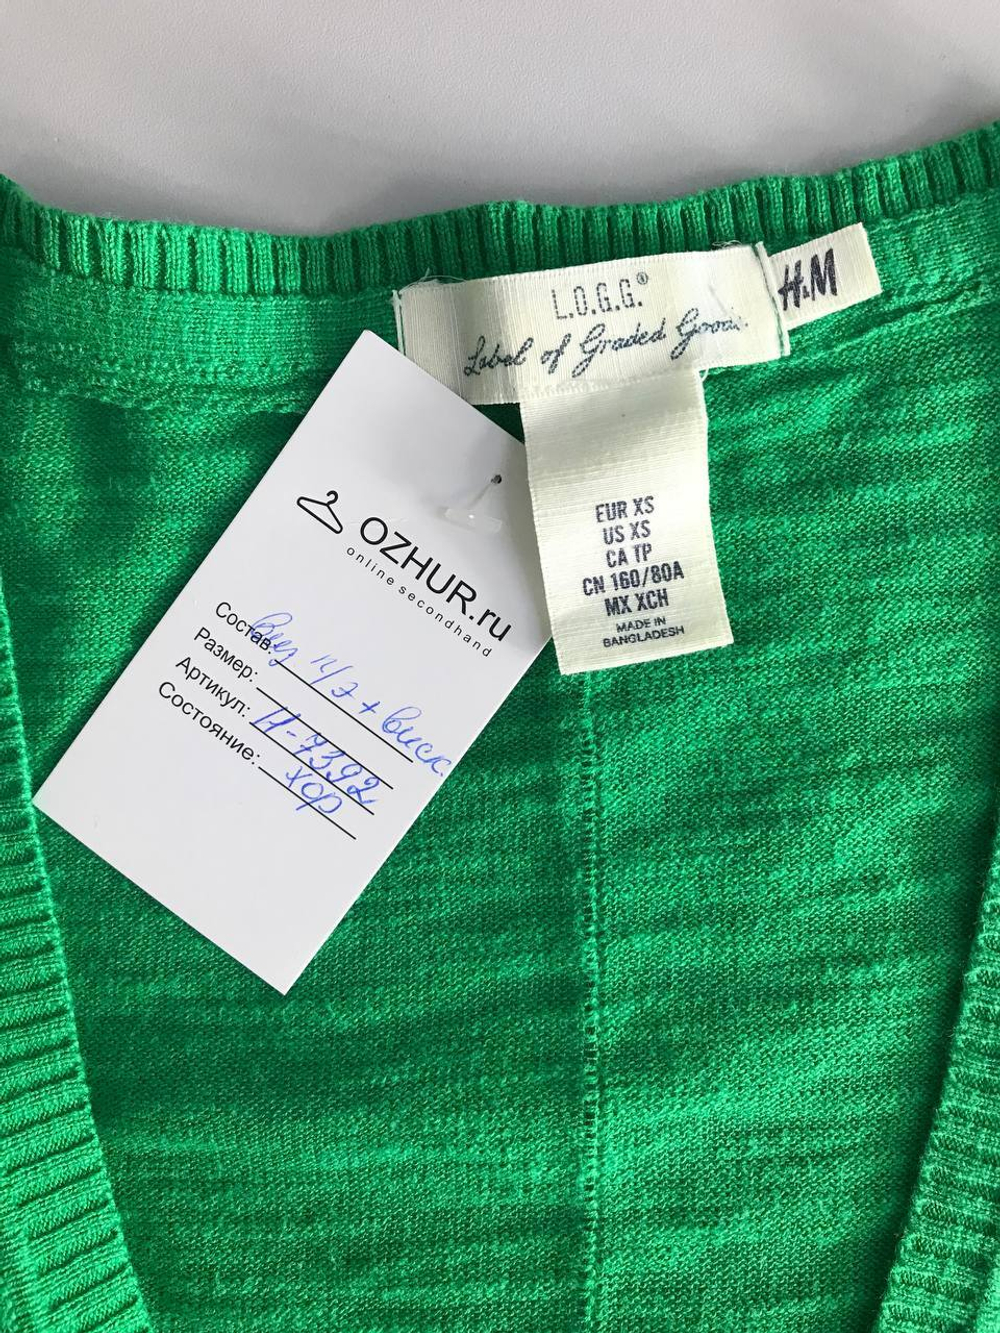 L.O.G.G.®
Label of Graded Goods
H&M
EUR XS
US XS
CA TP
CN 160/80A
MX XCH
MADE IN
BANGLADESH
OZHUR.ru
online secondhand
Состав: п/э + виск.
Размер:
Артикул: Н-7392
Состояние: хор